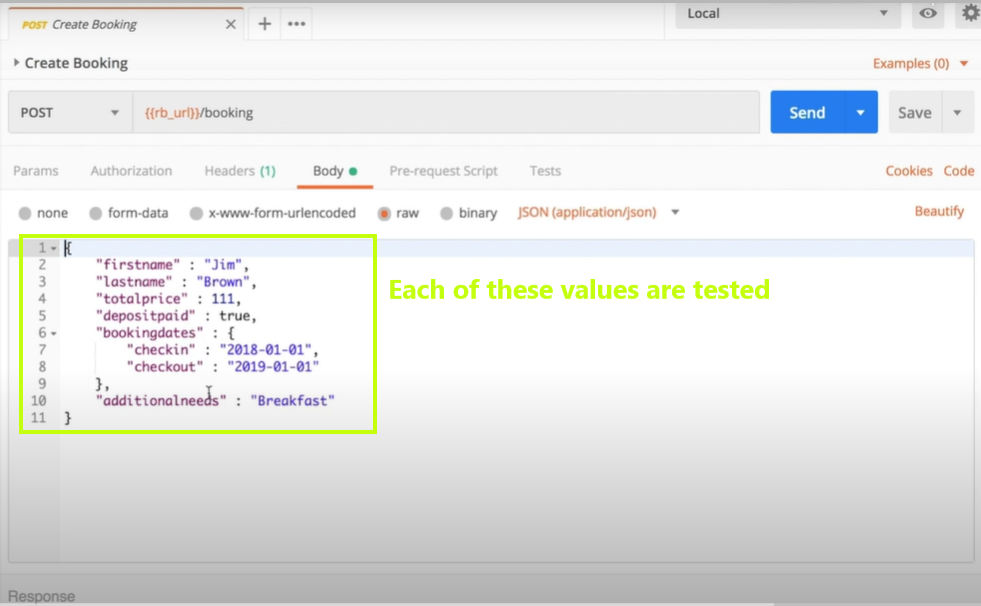 POST Create Booking
Local
Create Booking
Examples (0)
POST
{{rb_url}}/booking
Send
Save
Params Authorization Headers (1) Body Pre-request Script Tests Cookies Code
none form-data x-www-form-urlencoded raw binary JSON (application/json) Beautify
1 {
2 "firstname" : "Jim",
3 "lastname" : "Brown",
4 "totalprice" : 111,
5 "depositpaid" : true,
6 "bookingdates" : {
7 "checkin" : "2018-01-01",
8 "checkout" : "2019-01-01"
9 },
10 "additionalneeds" : "Breakfast"
11 }
Each of these values are tested
Response